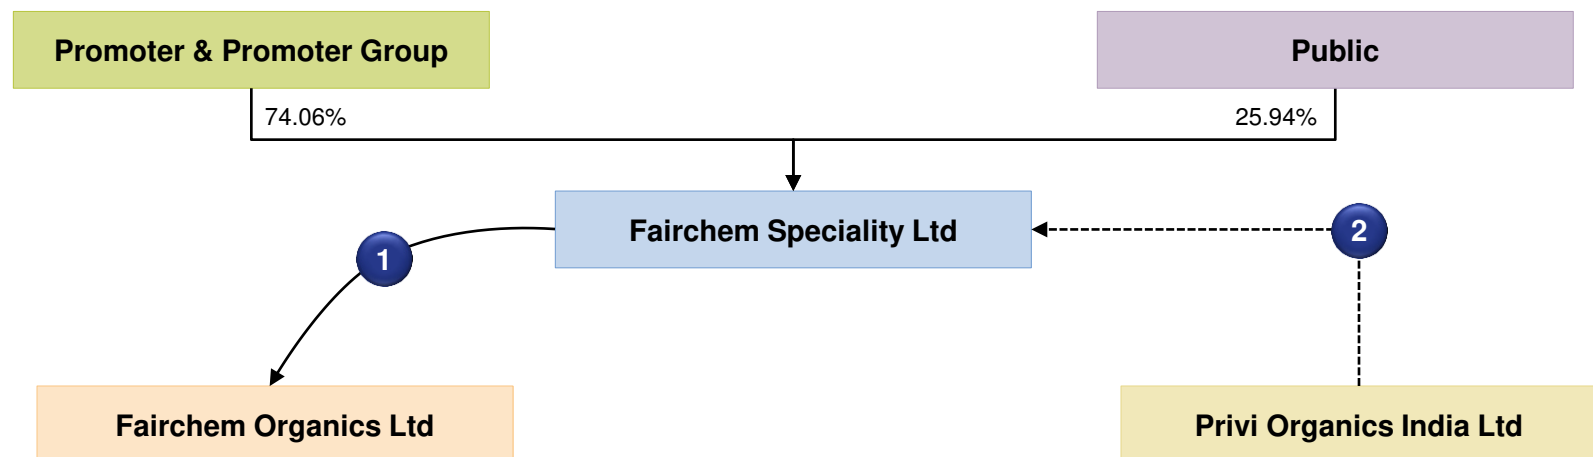 Promoter & Promoter Group
Public
74.06%
25.94%
Fairchem Speciality Ltd
1
2
Fairchem Organics Ltd
Privi Organics India Ltd